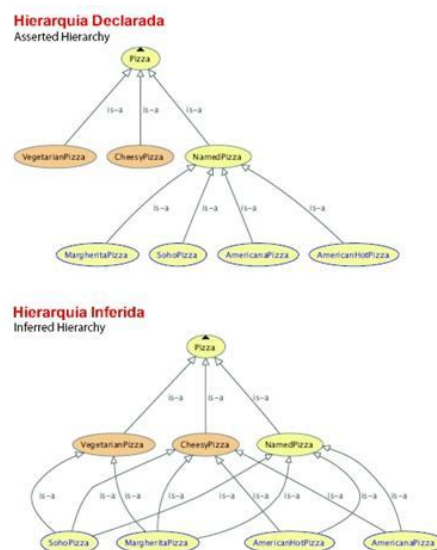 Hierarquia Declarada
Asserted Hierarchy
Pizza
is-a is-a is-a
VegetarianPizza CheesyPizza NamedPizza
is-a is-a is-a is-a
MargheritaPizza SohoPizza AmericanaPizza AmericanHotPizza
Hierarquia Inferida
Inferred Hierarchy
Pizza
is-a is-a is-a
VegetarianPizza CheesyPizza NamedPizza
is-a is-a is-a is-a is-a is-a is-a is-a is-a is-a
SohoPizza MargheritaPizza AmericanHotPizza AmericanaPizza